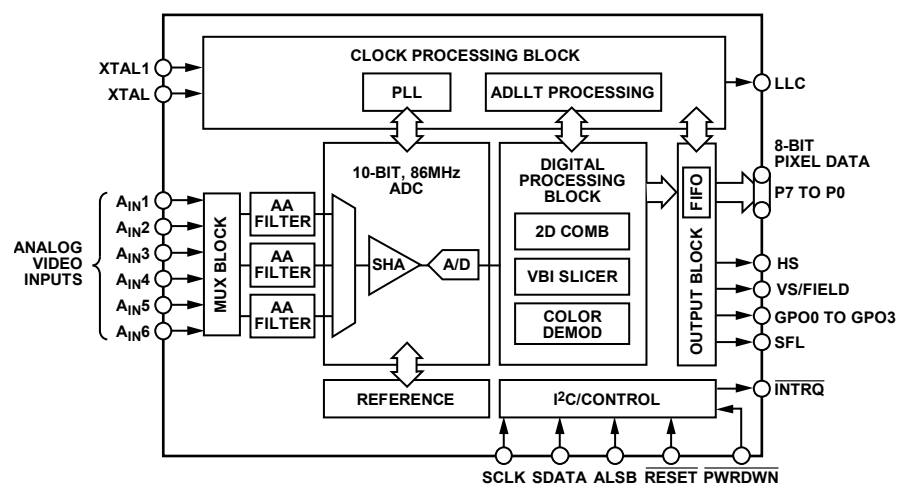 CLOCK PROCESSING BLOCK
XTAL1
XTAL
PLL
ADLLT PROCESSING
LLC
10-BIT, 86MHz
ADC
DIGITAL
PROCESSING
BLOCK
8-BIT
PIXEL DATA
P7 TO P0
FIFO
OUTPUT BLOCK
ANALOG
VIDEO
INPUTS
AIN1
AIN2
AIN3
AIN4
AIN5
AIN6
MUX BLOCK
AA
FILTER
AA
FILTER
AA
FILTER
SHA
A/D
2D COMB
VBI SLICER
COLOR
DEMOD
HS
VS/FIELD
GPO0 TO GPO3
SFL
REFERENCE
I2C/CONTROL
INTRQ
SCLK
SDATA
ALSB
RESET
PWRDWN